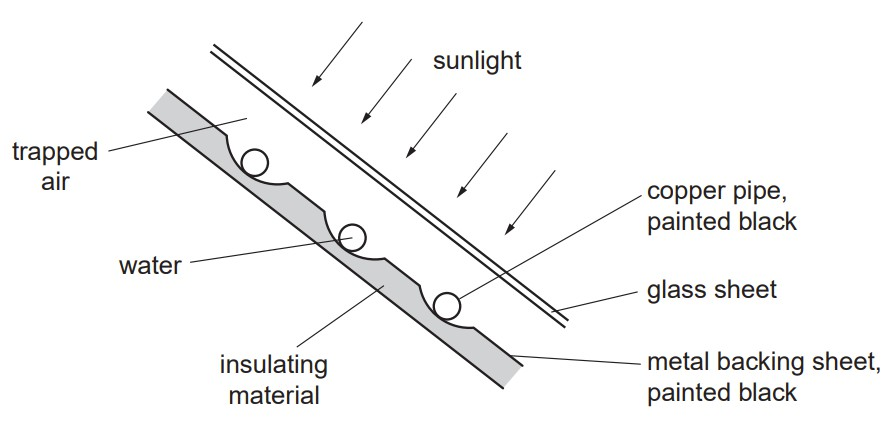 sunlight
trapped
air
copper pipe,
painted black
water
glass sheet
insulating
material
metal backing sheet,
painted black